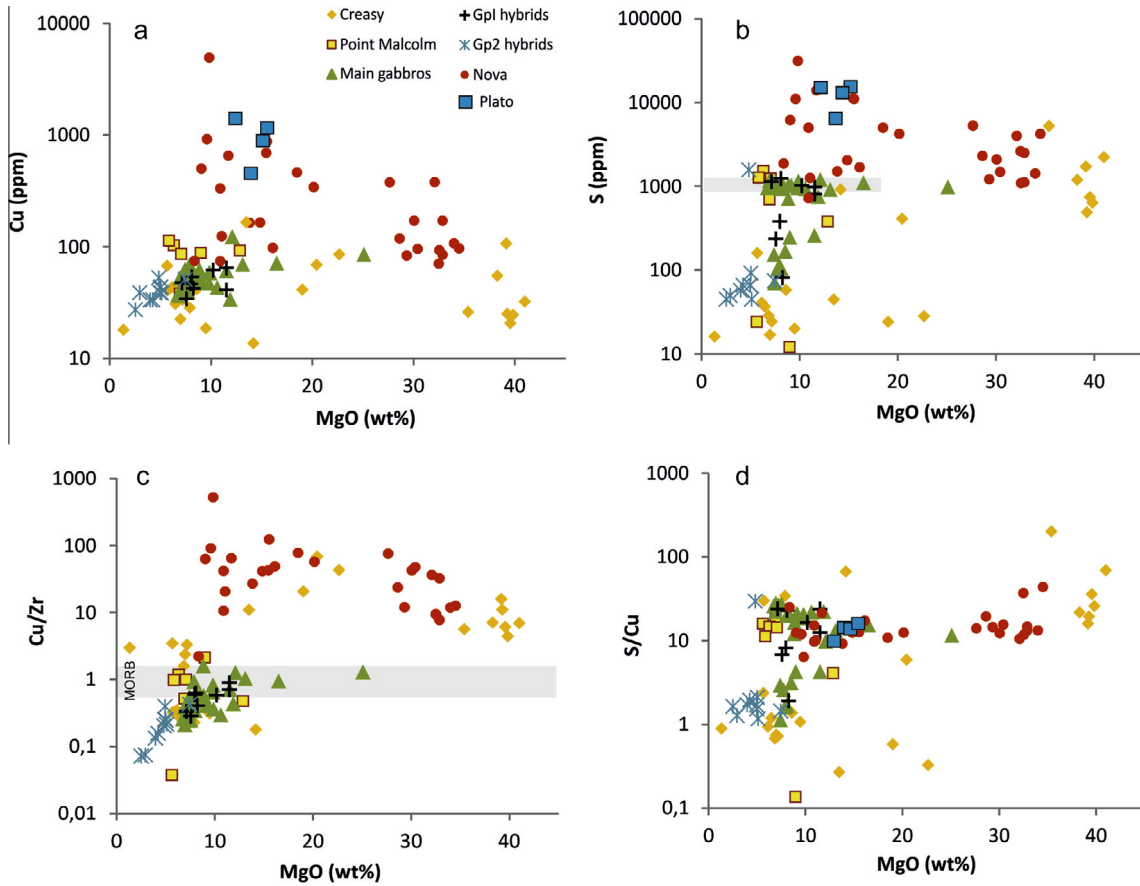 a
Creasy
Gpl hybrids
Point Malcolm
Gp2 hybrids
Main gabbros
Nova
Plato
10000
1000
100
10
Cu (ppm)
0 10 20 30 40
MgO (wt%)
b
100000
10000
1000
100
10
S (ppm)
0 10 20 30 40
MgO (wt%)
c
1000
100
10
1
0,1
0,01
Cu/Zr
MORB
0 10 20 30 40
MgO (wt%)
d
1000
100
10
1
0,1
S/Cu
0 10 20 30 40
MgO (wt%)